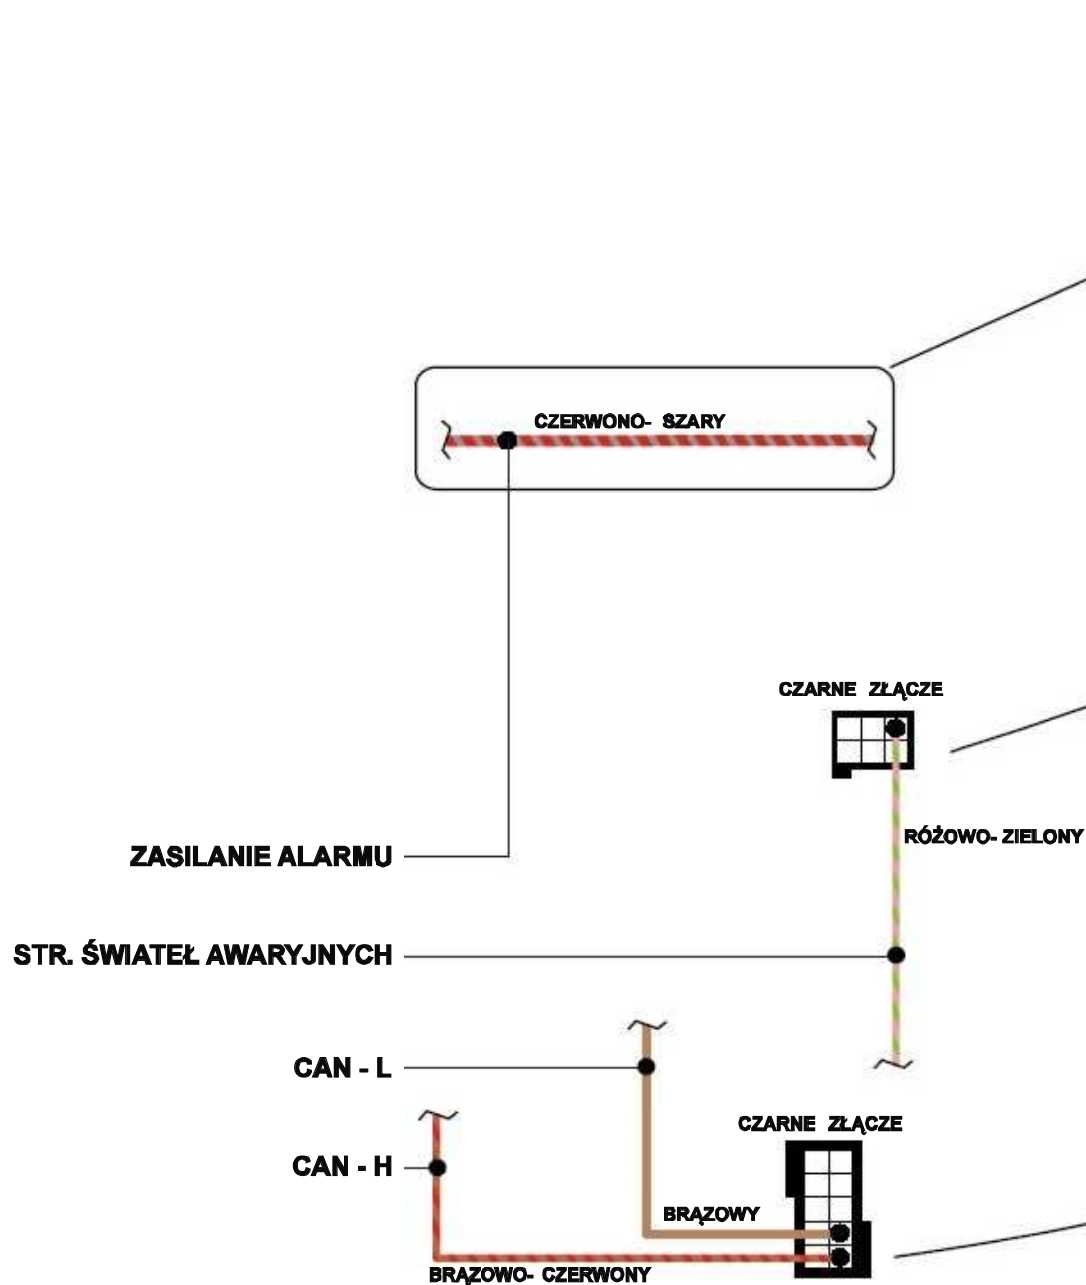 CZERWONO- SZARY
CZARNE ZŁĄCZE
RÓŻOWO- ZIELONY
ZASILANIE ALARMU
STR. ŚWIATEŁ AWARYJNYCH
CAN - L
CZARNE ZŁĄCZE
CAN - H
BRĄZOWY
BRĄZOWO- CZERWONY